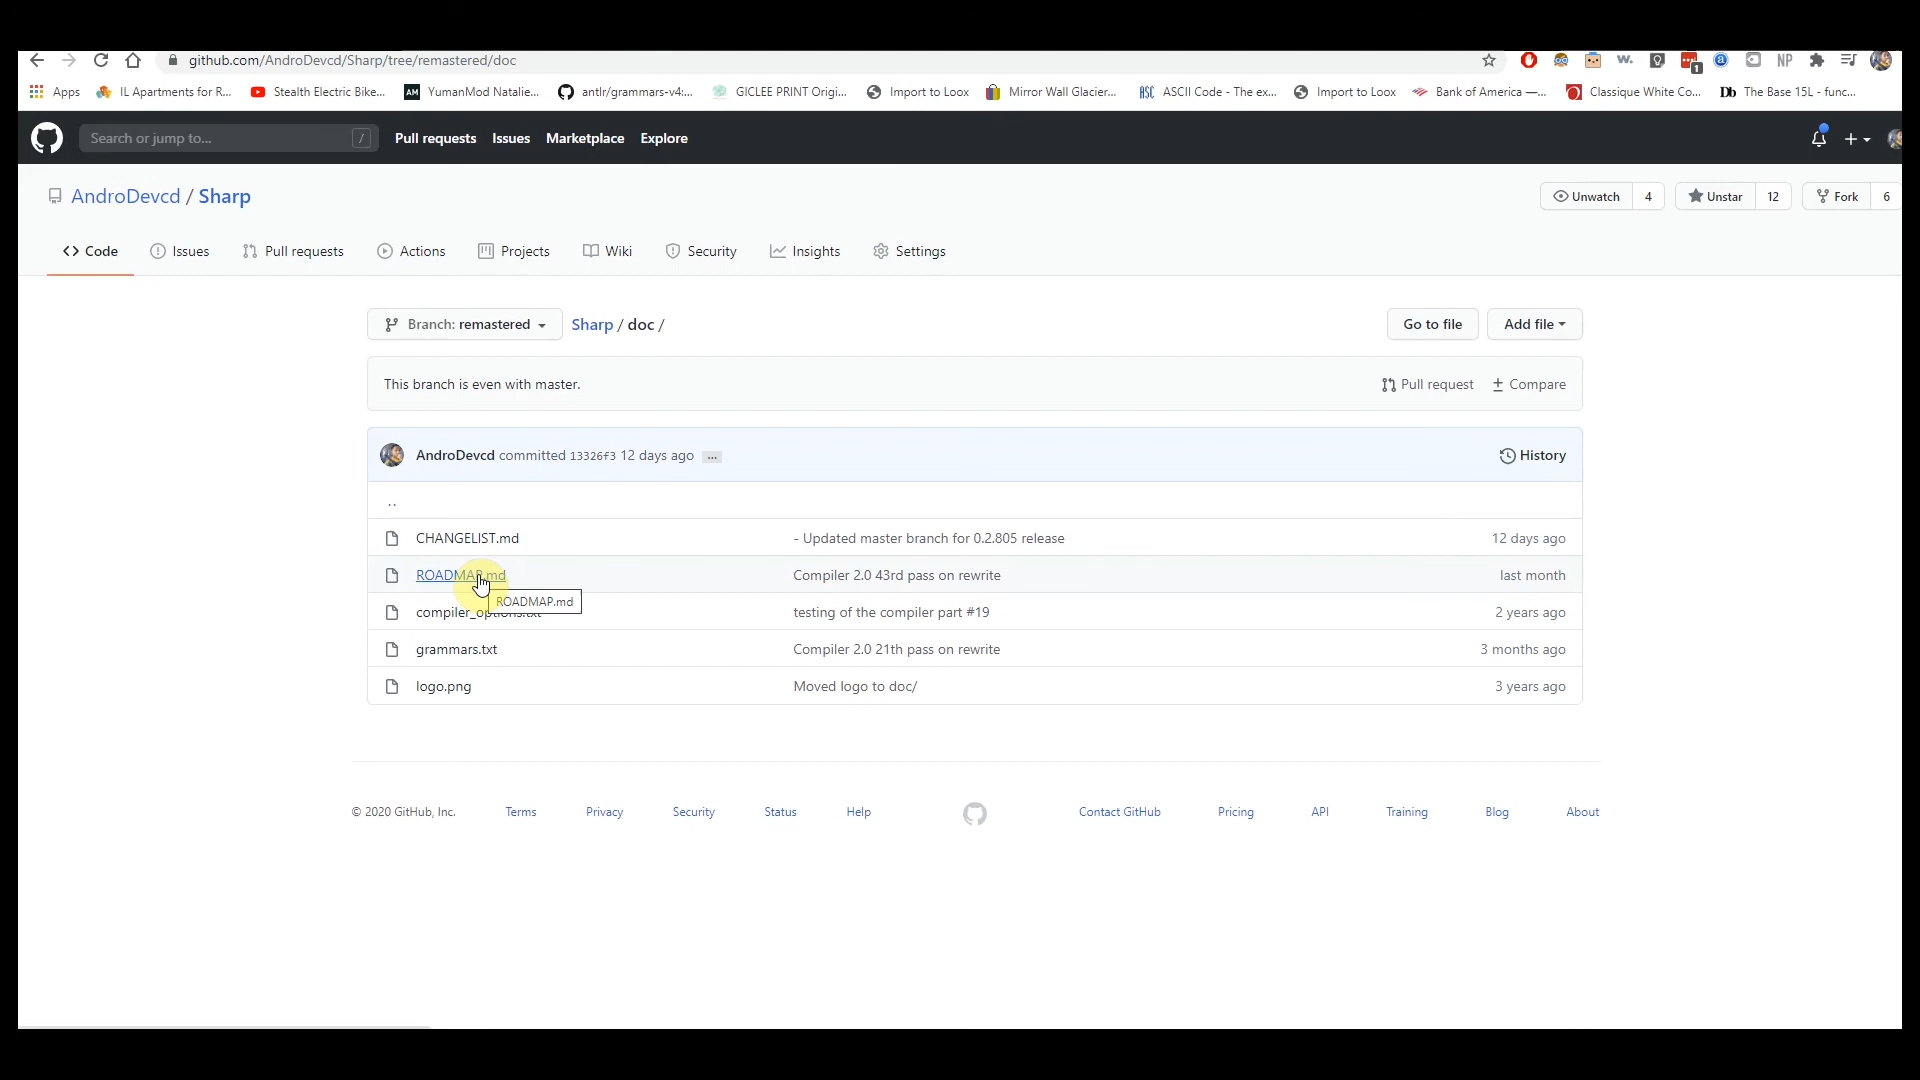 github.com/AndroDevcd/Sharp/tree/remastered/doc
1
NP
Apps IL Apartments for R... Stealth Electric Bike... AM YumanMod Natalie... antlr/grammars-v4:... GICLEE PRINT Origi... Import to Loox Mirror Wall Glacier... ASC ASCII Code - The ex... Import to Loox Bank of America —... Classique White Co... Db The Base 15L - func...
Search or jump to... / Pull requests Issues Marketplace Explore
AndroDevcd / Sharp Unwatch 4 Unstar 12 Fork 6
Code Issues Pull requests Actions Projects Wiki Security Insights Settings
Branch: remastered Sharp / doc / Go to file Add file
This branch is even with master. Pull request Compare
AndroDevcd committed 13326f3 12 days ago ... History
..
CHANGELIST.md - Updated master branch for 0.2.805 release 12 days ago
ROADMAP.md Compiler 2.0 43rd pass on rewrite last month
ROADMAP.md
compiler_options.txt testing of the compiler part #19 2 years ago
grammars.txt Compiler 2.0 21th pass on rewrite 3 months ago
logo.png Moved logo to doc/ 3 years ago
© 2020 GitHub, Inc. Terms Privacy Security Status Help Contact GitHub Pricing API Training Blog About